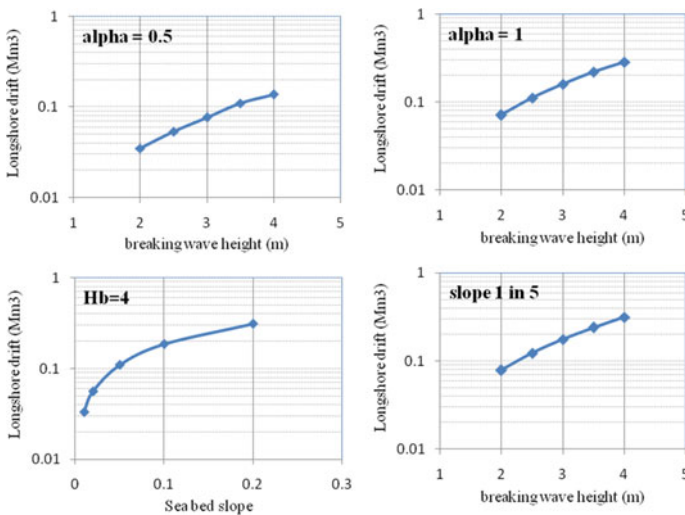 alpha = 0.5
Longshore drift (Mm3)
1
0.1
0.01
1 2 3 4 5
breaking wave height (m)
alpha = 1
Longshore drift (Mm3)
1
0.1
0.01
1 2 3 4 5
breaking wave height (m)
Hb=4
Longshore drift (Mm3)
1
0.1
0.01
0 0.1 0.2 0.3
Sea bed slope
slope 1 in 5
Longshore drift (Mm3)
1
0.1
0.01
1 2 3 4 5
breaking wave height (m)